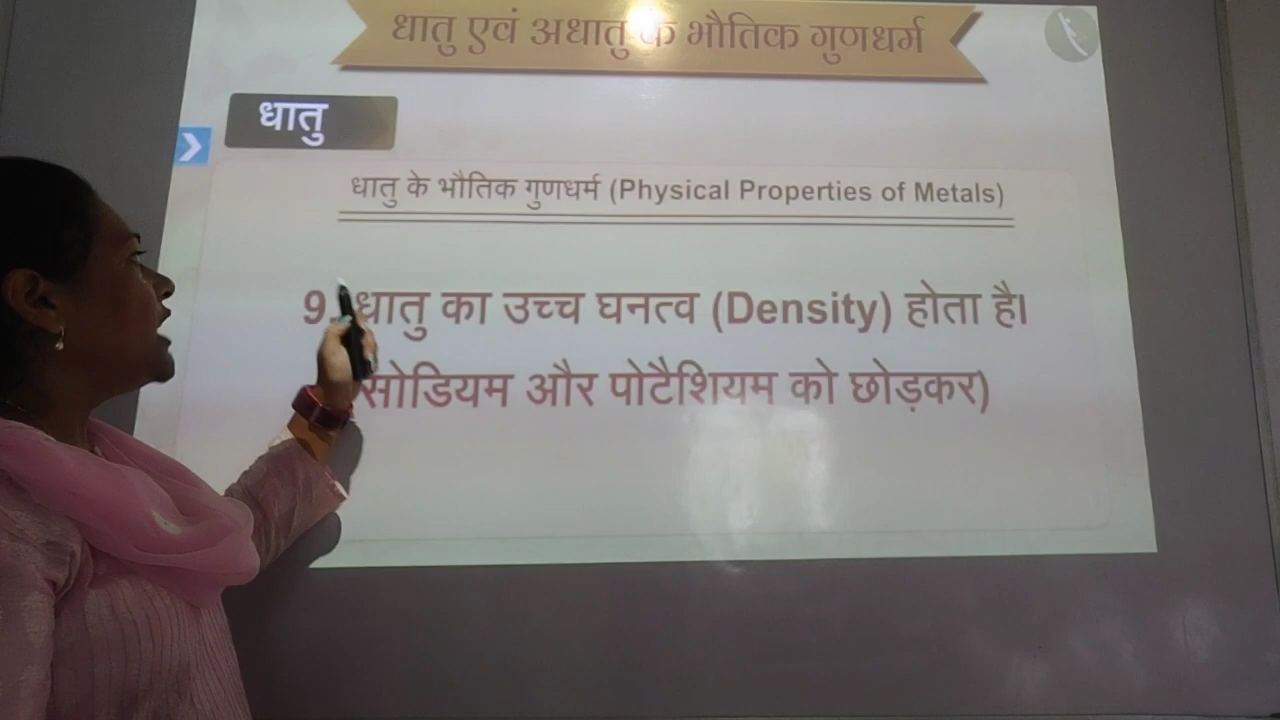 धातु एवं अधातु के भौतिक गुणधर्म
धातु
धातु के भौतिक गुणधर्म (Physical Properties of Metals)
9. धातु का उच्च घनत्व (Density) होता है।
सोडियम और पोटैशियम को छोड़कर)